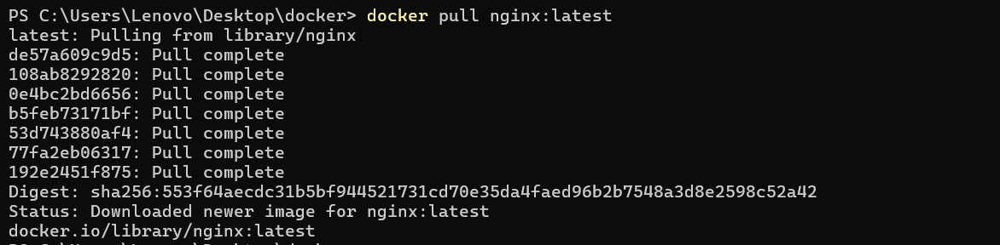 PS C:\Users\Lenovo\Desktop\docker> docker pull nginx:latest
latest: Pulling from library/nginx
de57a609c9d5: Pull complete
108ab8292820: Pull complete
0e4bc2bd6656: Pull complete
b5feb73171bf: Pull complete
53d743880af4: Pull complete
77fa2eb06317: Pull complete
192e2451f875: Pull complete
Digest: sha256:553f64aecdc31b5bf944521731cd70e35da4faed96b2b7548a3d8e2598c52a42
Status: Downloaded newer image for nginx:latest
docker.io/library/nginx:latest